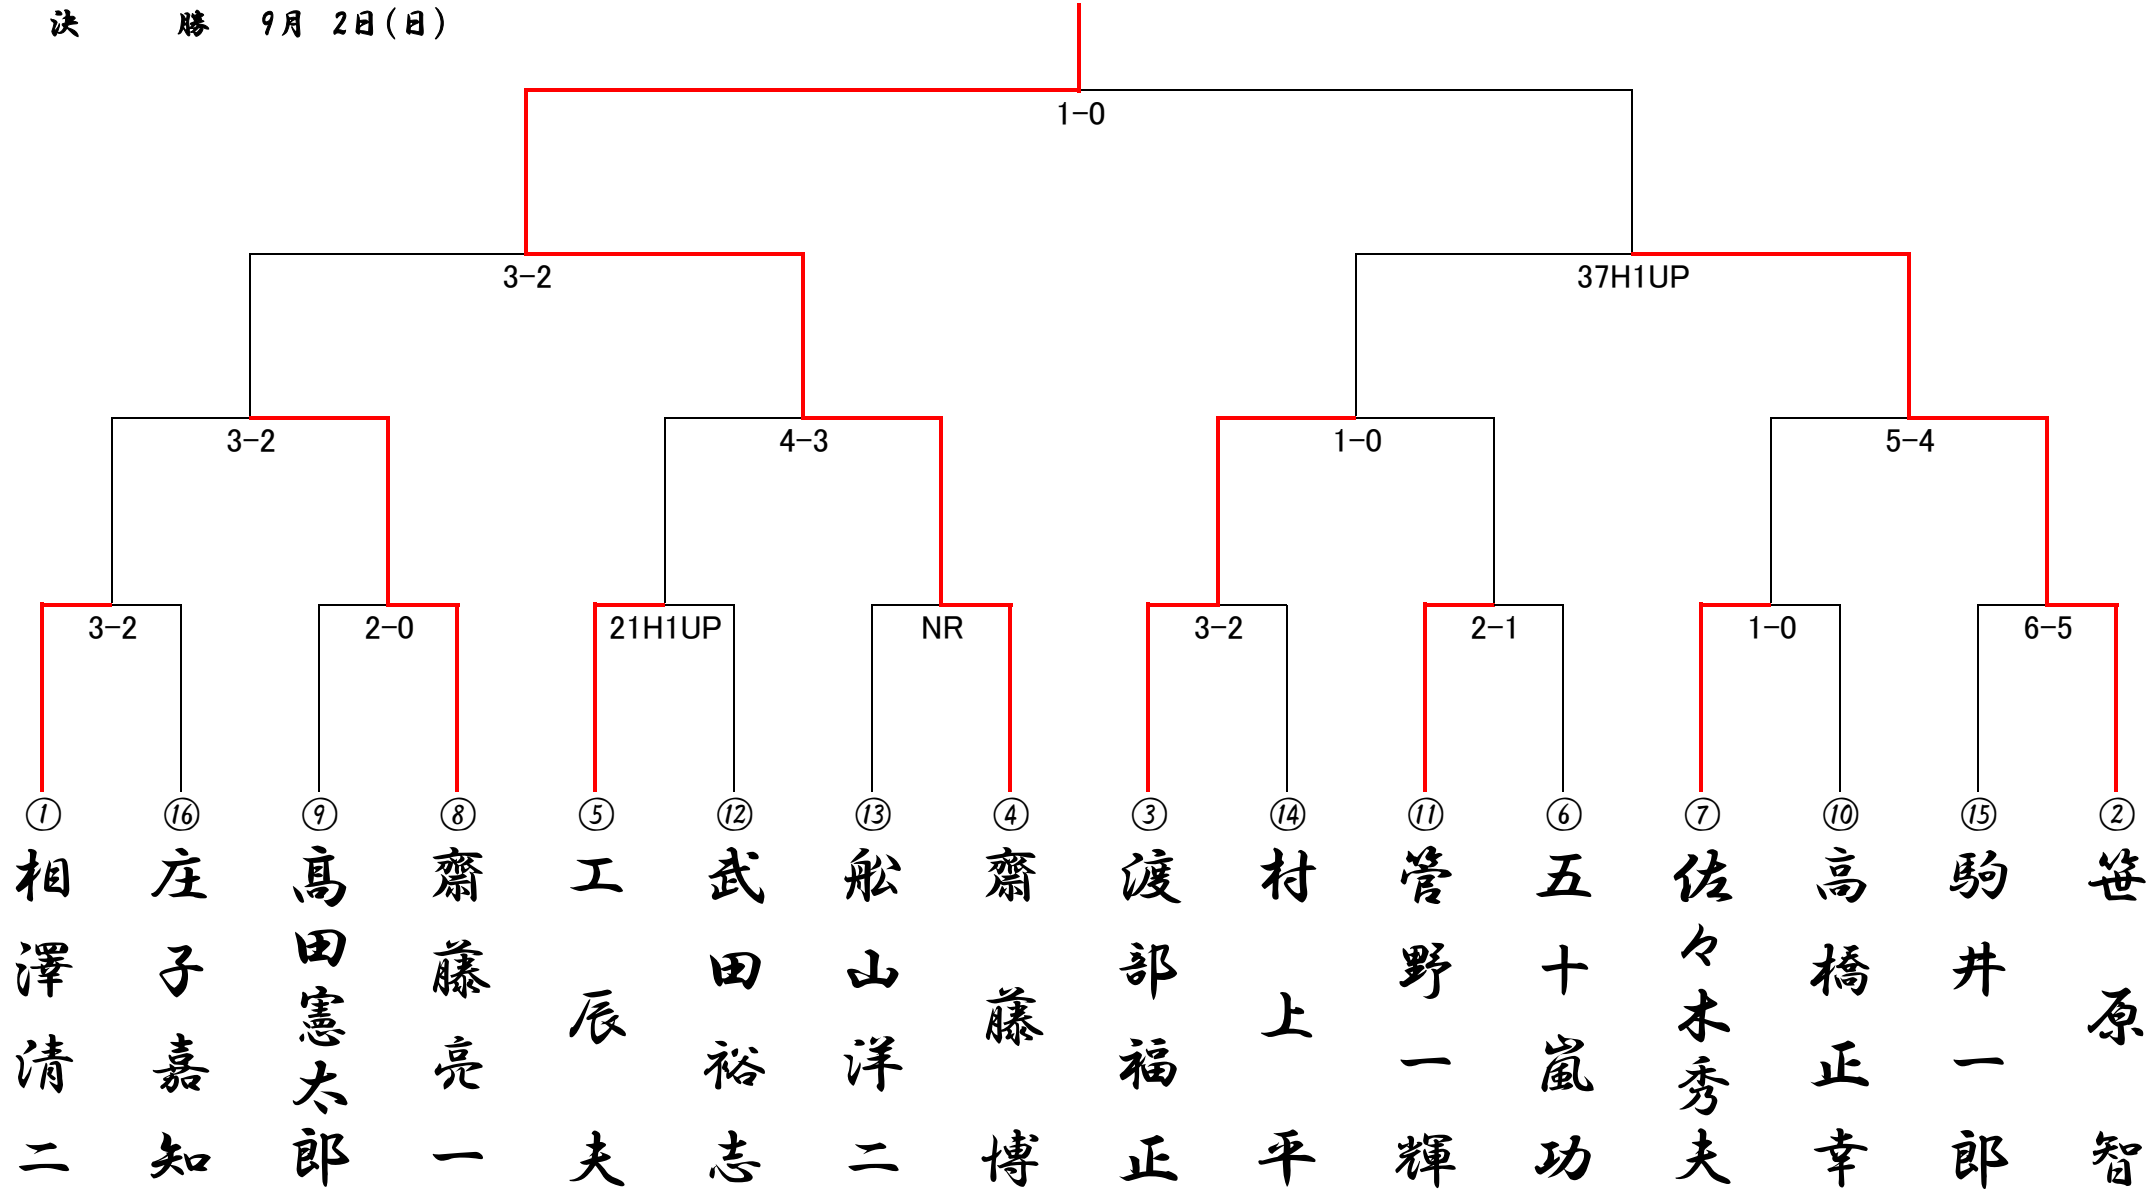 決 勝 9月 2日(日)
1-0
3-2
37H1UP
3-2
4-3
1-0
5-4
3-2
2-0
21H1UP
NR
3-2
2-1
1-0
6-5
① 相澤清二
⑯ 庄子嘉知
⑨ 髙田憲太郎
⑧ 齋藤亮一
⑤ 工辰夫
⑫ 武田裕志
⑬ 舩山洋二
④ 齋藤博
③ 渡部福正
⑭ 村上平
⑪ 管野一輝
⑥ 五十嵐功
⑦ 佐々木秀夫
⑩ 高橋正幸
⑮ 駒井一郎
② 笹原智